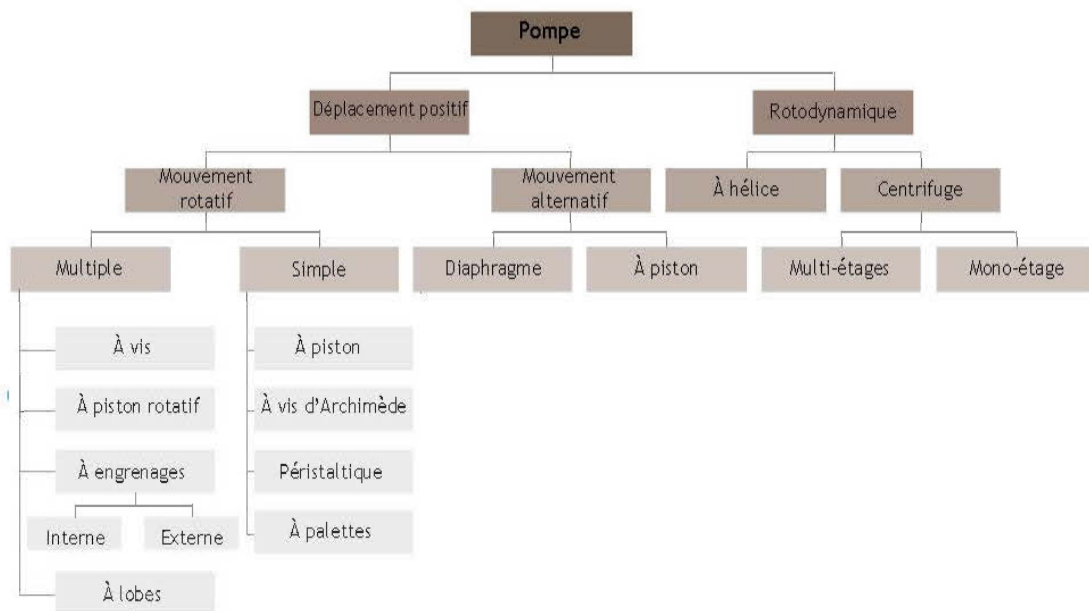 Pompe
Déplacement positif
Rotodynamique
Mouvement
rotatif
Mouvement
alternatif
À hélice
Centrifuge
Multiple
Simple
Diaphragme
À piston
Multi-étages
Mono-étage
À vis
À piston
À piston rotatif
À vis d'Archimède
À engrenages
Péristaltique
Interne
Externe
À palettes
À lobes